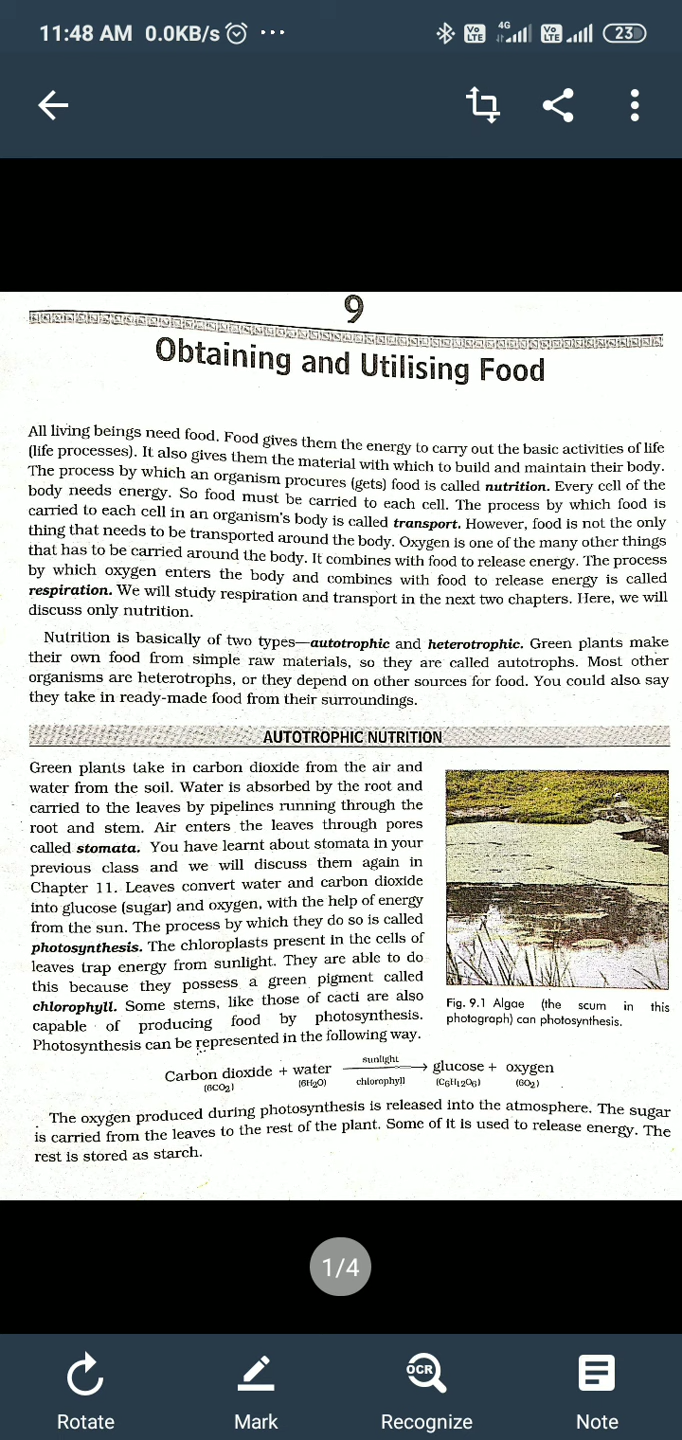 11:48 AM 0.0KB/s ...
Vo LTE 4G Vo LTE 23
9
Obtaining and Utilising Food
All living beings need food. Food gives them the energy to carry out the basic activities of life
(life processes). It also gives them the material with which to build and maintain their body.
The process by which an organism procures (gets) food is called nutrition. Every cell of the
body needs energy. So food must be carried to each cell. The process by which food is
carried to each cell in an organism's body is called transport. However, food is not the only
thing that needs to be transported around the body. Oxygen is one of the many other things
that has to be carried around the body. It combines with food to release energy. The process
by which oxygen enters the body and combines with food to release energy is called
respiration. We will study respiration and transport in the next two chapters. Here, we will
discuss only nutrition.
Nutrition is basically of two types—autotrophic and heterotrophic. Green plants make
their own food from simple raw materials, so they are called autotrophs. Most other
organisms are heterotrophs, or they depend on other sources for food. You could also say
they take in ready-made food from their surroundings.
AUTOTROPHIC NUTRITION
Green plants take in carbon dioxide from the air and
water from the soil. Water is absorbed by the root and
carried to the leaves by pipelines running through the
root and stem. Air enters the leaves through pores
called stomata. You have learnt about stomata in your
previous class and we will discuss them again in
Chapter 11. Leaves convert water and carbon dioxide
into glucose (sugar) and oxygen, with the help of energy
from the sun. The process by which they do so is called
photosynthesis. The chloroplasts present in the cells of
leaves trap energy from sunlight. They are able to do
this because they possess a green pigment called
chlorophyll. Some stems, like those of cacti are also
capable of producing food by photosynthesis.
Photosynthesis can be represented in the following way.
Fig. 9.1 Algae (the scum in this
photograph) can photosynthesis.
sunlight
Carbon dioxide + water → glucose + oxygen
(6CO₂) (6H₂O) chlorophyll (C₆H₁₂O₆) (6O₂)
The oxygen produced during photosynthesis is released into the atmosphere. The sugar
is carried from the leaves to the rest of the plant. Some of it is used to release energy. The
rest is stored as starch.
1/4
OCR
Rotate Mark Recognize Note